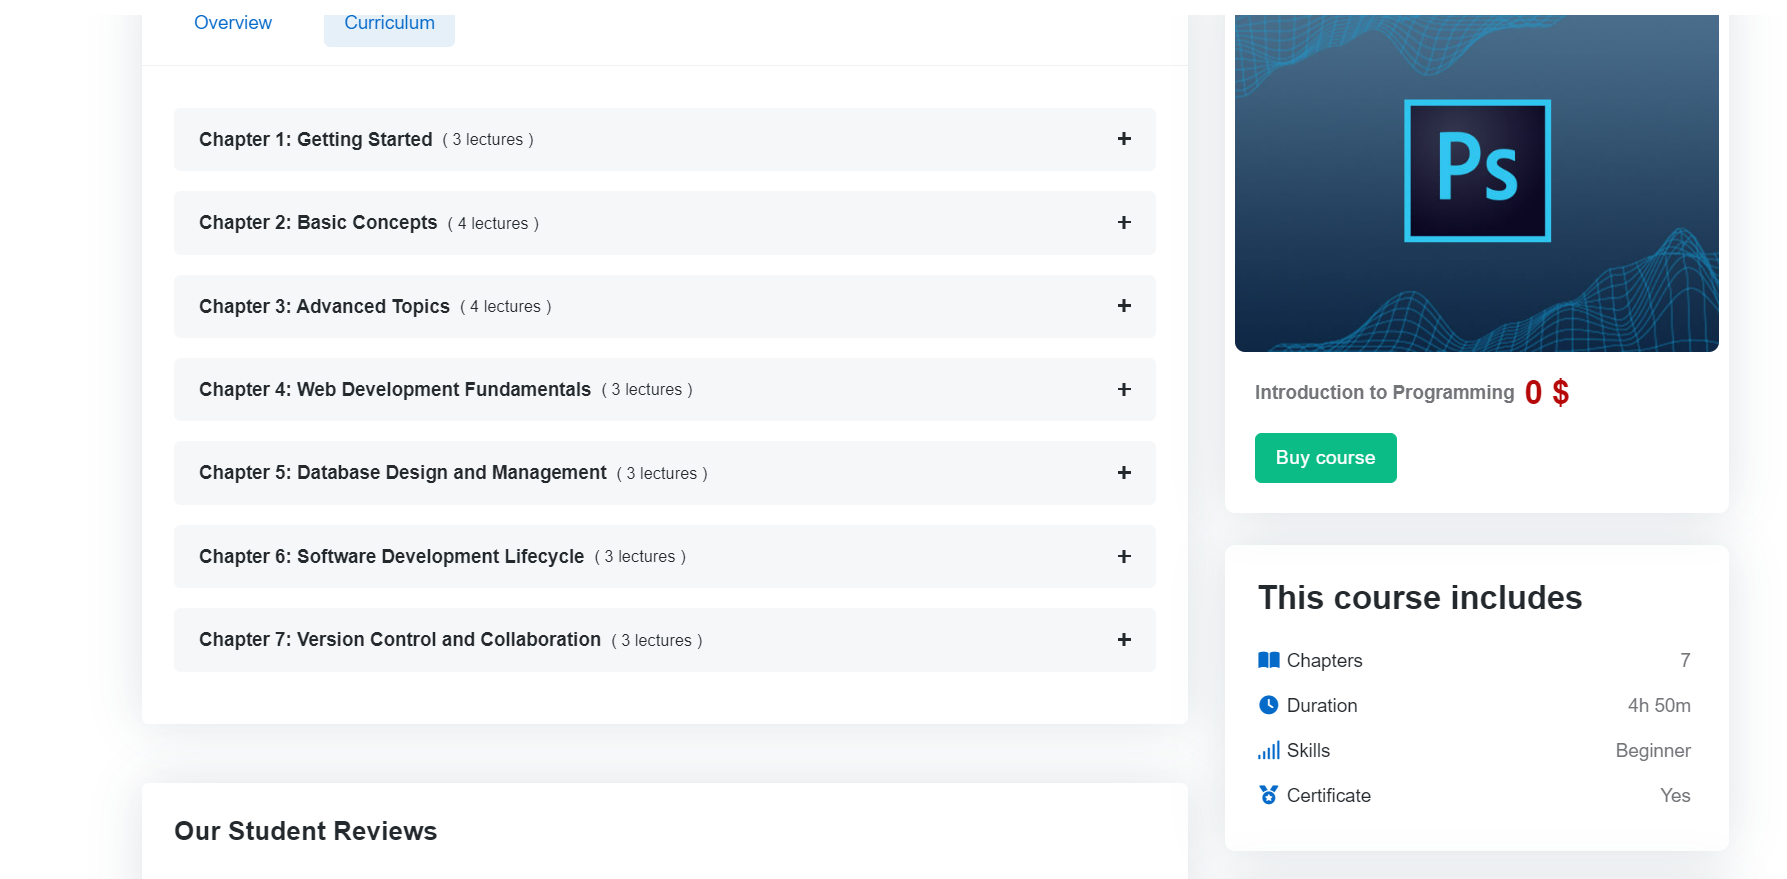 Overview
Curriculum
Chapter 1: Getting Started ( 3 lectures )
+
Chapter 2: Basic Concepts ( 4 lectures )
+
Chapter 3: Advanced Topics ( 4 lectures )
+
Chapter 4: Web Development Fundamentals ( 3 lectures )
+
Chapter 5: Database Design and Management ( 3 lectures )
+
Chapter 6: Software Development Lifecycle ( 3 lectures )
+
Chapter 7: Version Control and Collaboration ( 3 lectures )
+
Our Student Reviews
Ps
Introduction to Programming 0 $
Buy course
This course includes
Chapters 7
Duration 4h 50m
Skills Beginner
Certificate Yes